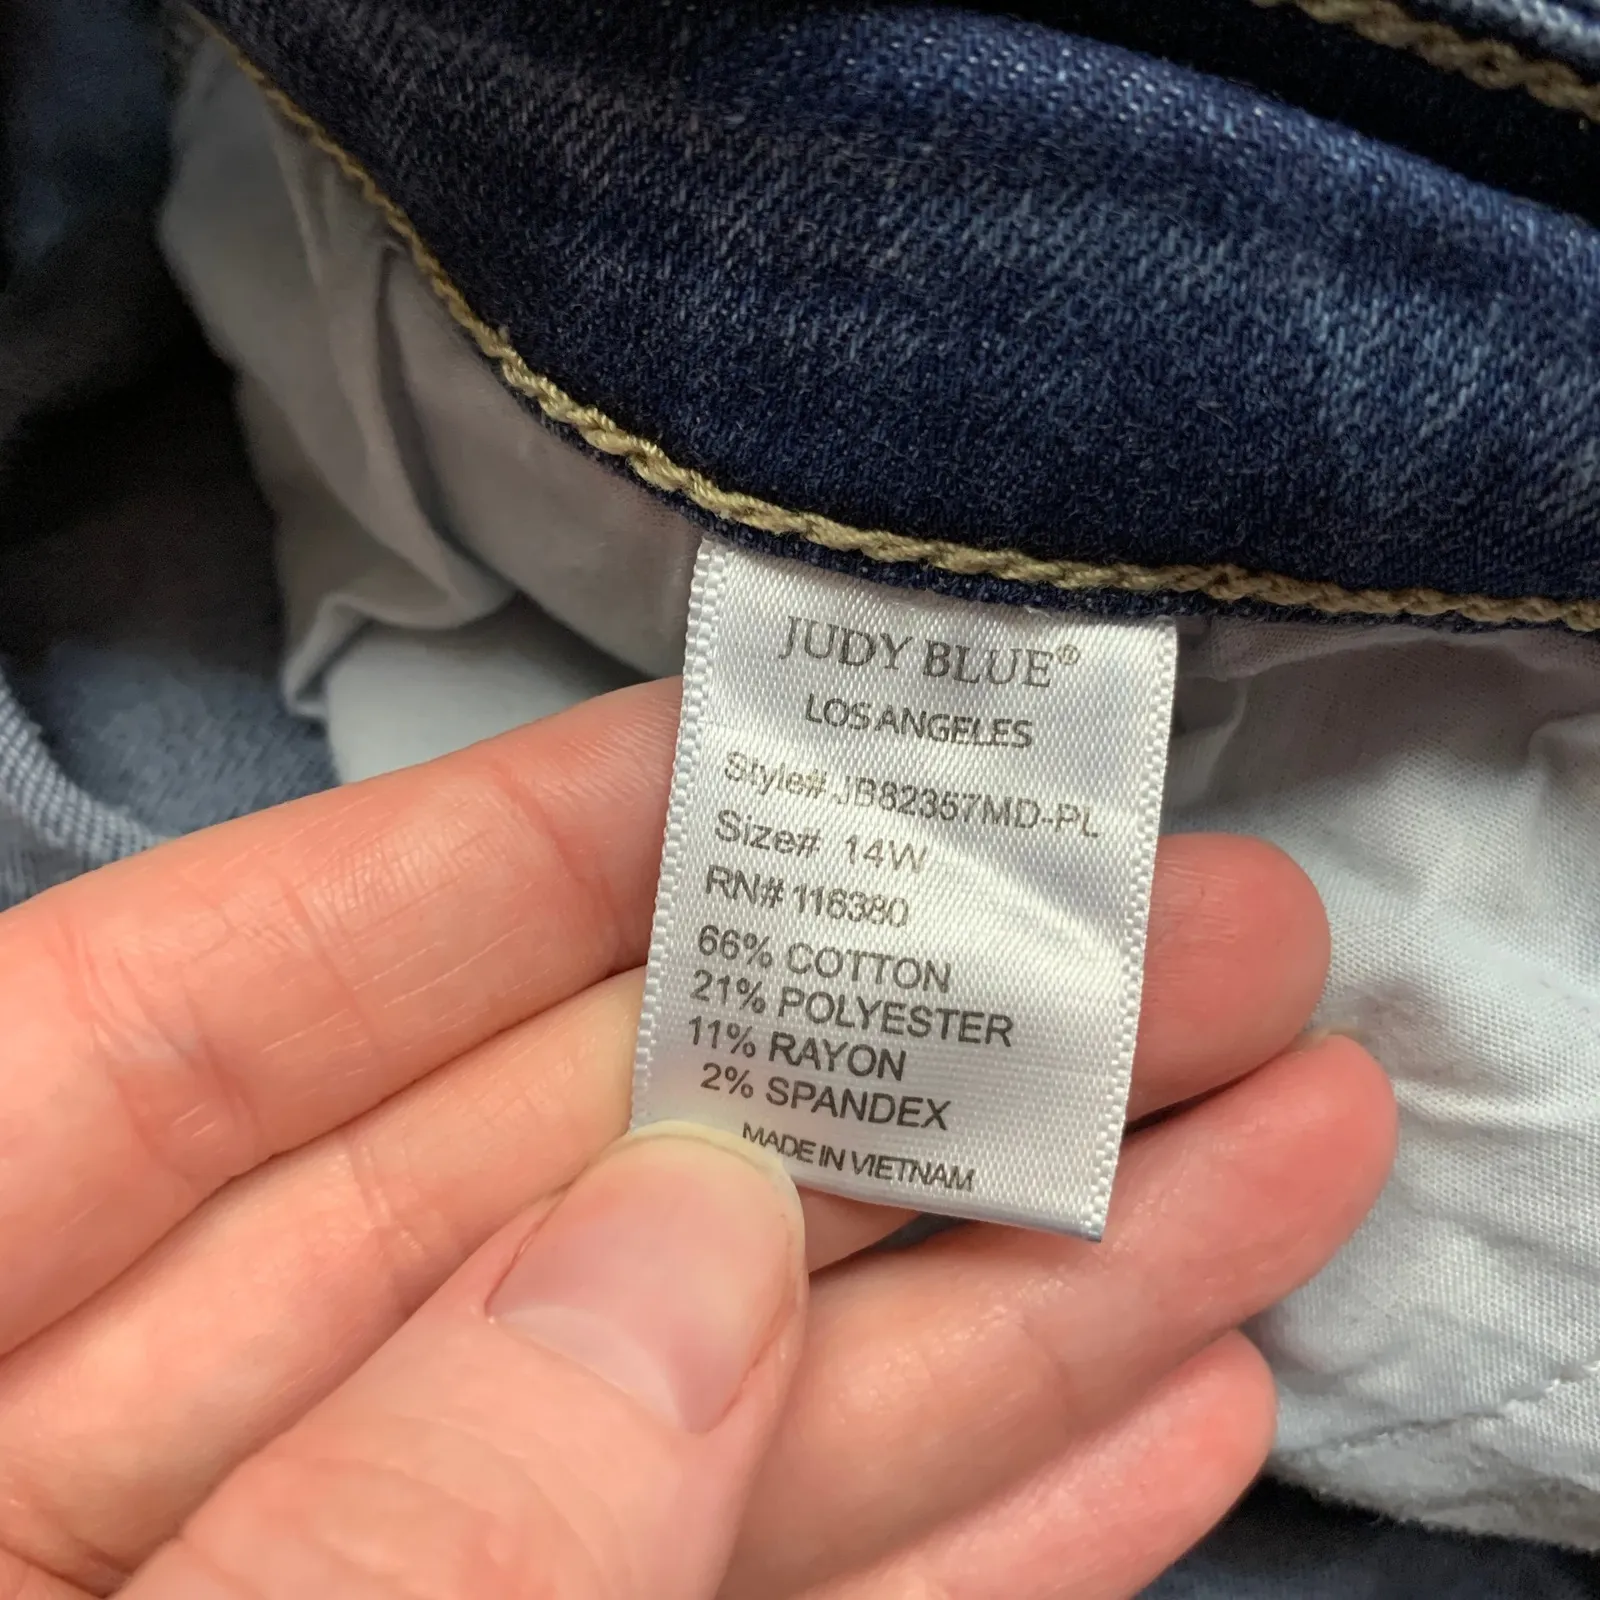 JUDY BLUE®
LOS ANGELES
Style# JB82357MD-PL
Size# 14W
RN# 116380
66% COTTON
21% POLYESTER
11% RAYON
2% SPANDEX
MADE IN VIETNAM